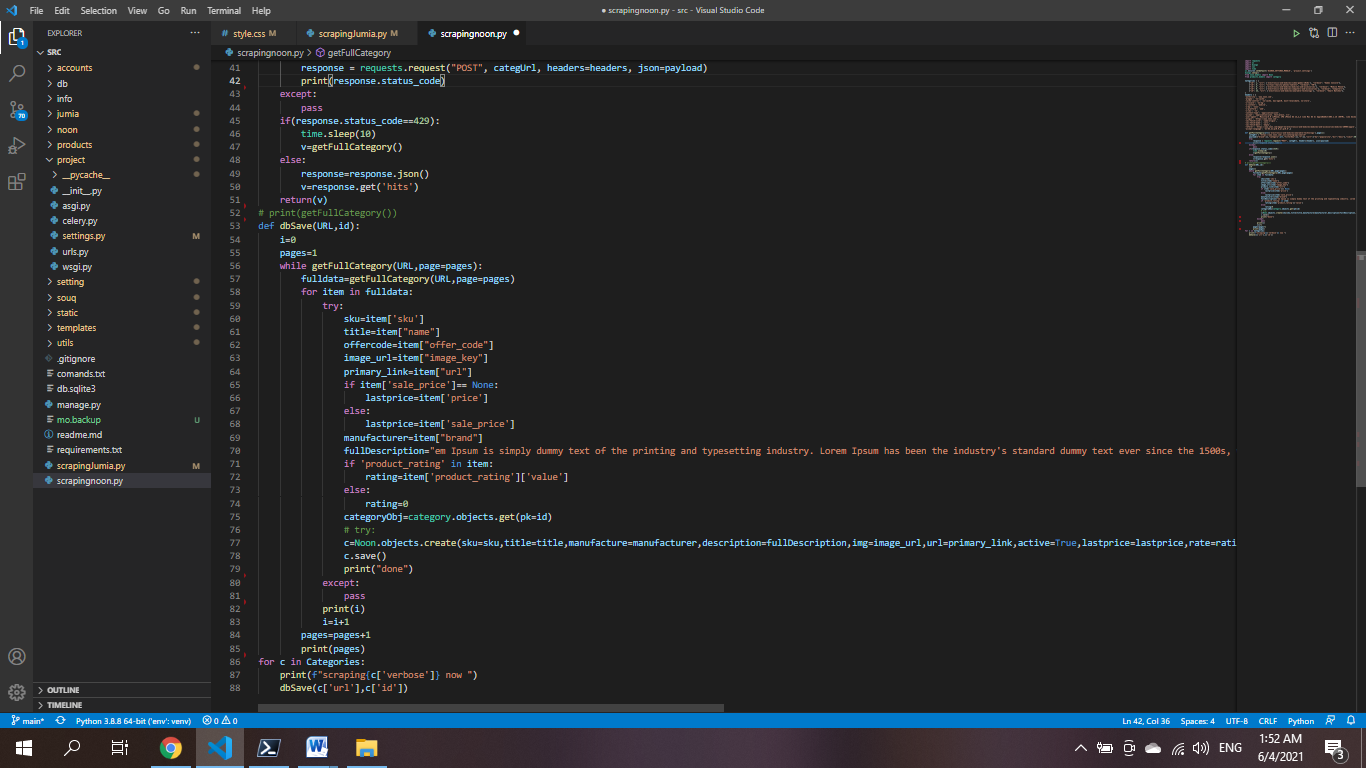 File Edit Selection View Go Run Terminal Help
● scrapingnoon.py - src - Visual Studio Code
EXPLORER
SRC
accounts
db
info
jumia
noon
products
project
__pycache__
__init__.py
asgi.py
celery.py
settings.py M
urls.py
wsgi.py
setting
souq
static
templates
utils
.gitignore
comands.txt
db.sqlite3
manage.py
mo.backup U
readme.md
requirements.txt
scrapingJumia.py M
scrapingnoon.py
OUTLINE
TIMELINE
1
70
# style.css M scrapingJumia.py M scrapingnoon.py ●
scrapingnoon.py > getFullCategory
41 response = requests.request("POST", categUrl, headers=headers, json=payload)
42 print(response.status_code)
43 except:
44 pass
45 if(response.status_code==429):
46 time.sleep(10)
47 v=getFullCategory()
48 else:
49 response=response.json()
50 v=response.get('hits')
51 return(v)
52 # print(getFullCategory())
53 def dbSave(URL,id):
54 i=0
55 pages=1
56 while getFullCategory(URL,page=pages):
57 fulldata=getFullCategory(URL,page=pages)
58 for item in fulldata:
59 try:
60 sku=item['sku']
61 title=item["name"]
62 offercode=item["offer_code"]
63 image_url=item["image_key"]
64 primary_link=item["url"]
65 if item['sale_price']== None:
66 lastprice=item['price']
67 else:
68 lastprice=item['sale_price']
69 manufacturer=item["brand"]
70 fullDescription="em Ipsum is simply dummy text of the printing and typesetting industry. Lorem Ipsum has been the industry's standard dummy text ever since the 1500s,
71 if 'product_rating' in item:
72 rating=item['product_rating']['value']
73 else:
74 rating=0
75 categoryObj=category.objects.get(pk=id)
76 # try:
77 c=Noon.objects.create(sku=sku,title=title,manufacture=manufacturer,description=fullDescription,img=image_url,url=primary_link,active=True,lastprice=lastprice,rate=rati
78 c.save()
79 print("done")
80 except:
81 pass
82 print(i)
83 i=i+1
84 pages=pages+1
85 print(pages)
86 for c in Categories:
87 print(f"scraping{c['verbose']} now ")
88 dbSave(c['url'],c['id'])
main* Python 3.8.8 64-bit ('env': venv) 0 0 Ln 42, Col 36 Spaces: 4 UTF-8 CRLF Python
ENG
1:52 AM
6/4/2021
3